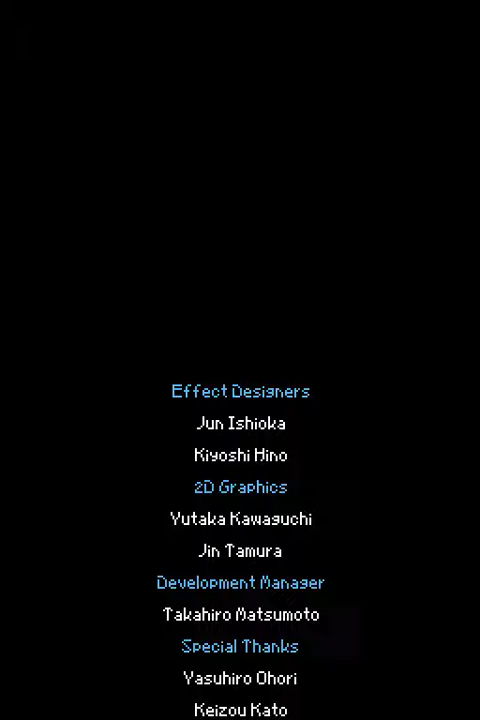 Effect Designers
Jun Ishioka
Kiyoshi Hino
2D Graphics
Yutaka Kawaguchi
Jin Tamura
Development Manager
Takahiro Matsumoto
Special Thanks
Yasuhiro Ohori
Keizou Kato